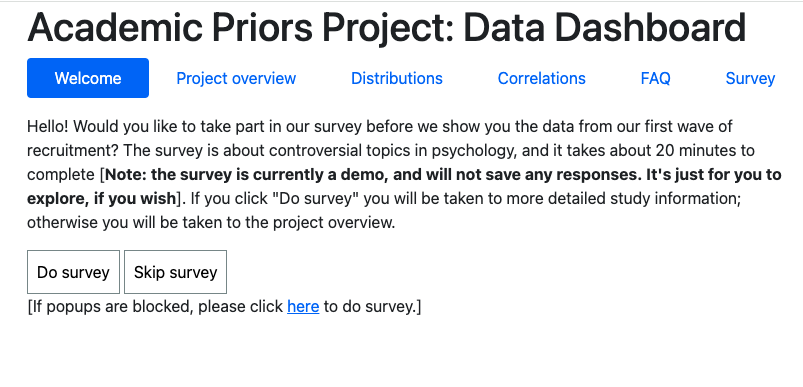 Academic Priors Project: Data Dashboard
Welcome Project overview Distributions Correlations FAQ Survey
Hello! Would you like to take part in our survey before we show you the data from our first wave of
recruitment? The survey is about controversial topics in psychology, and it takes about 20 minutes to
complete [Note: the survey is currently a demo, and will not save any responses. It's just for you to
explore, if you wish]. If you click "Do survey" you will be taken to more detailed study information;
otherwise you will be taken to the project overview.
Do survey Skip survey
[If popups are blocked, please click here to do survey.]